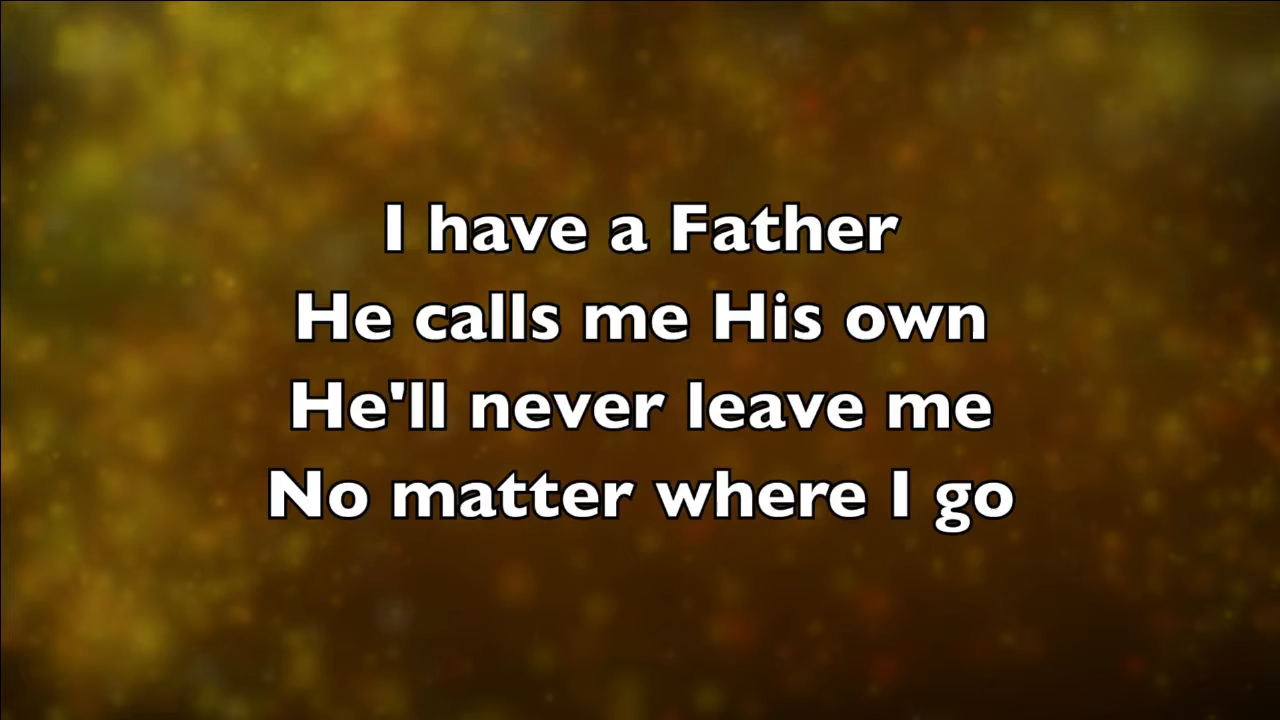 I have a Father
He calls me His own
He'll never leave me
No matter where I go